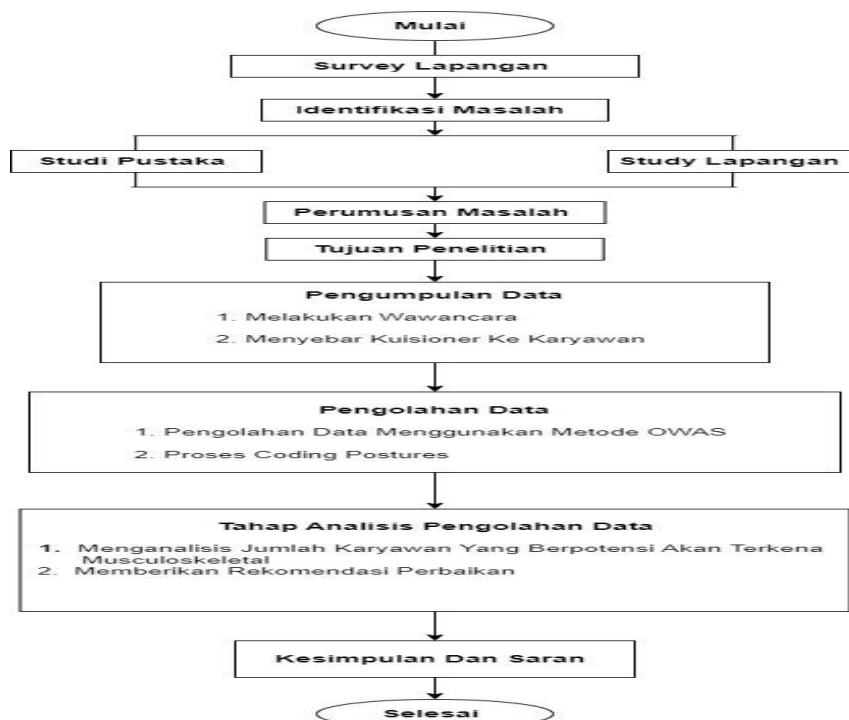 Mulai
Survey Lapangan
Identifikasi Masalah
Studi Pustaka
Study Lapangan
Perumusan Masalah
Tujuan Penelitian
Pengumpulan Data
1. Melakukan Wawancara
2. Menyebar Kuisioner Ke Karyawan
Pengolahan Data
1. Pengolahan Data Menggunakan Metode OWAS
2. Proses Coding Postures
Tahap Analisis Pengolahan Data
1. Menganalisis Jumlah Karyawan Yang Berpotensi Akan Terkena
Musculoskeletal
2. Memberikan Rekomendasi Perbaikan
Kesimpulan Dan Saran
Selesai